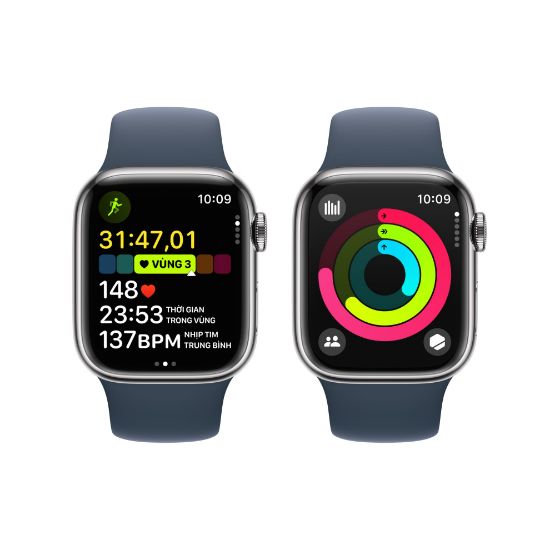 10:09
31:47,01
VÙNG 3
148
23:53 THỜI GIAN TRONG VÙNG
137BPM NHỊP TIM TRUNG BÌNH
10:09